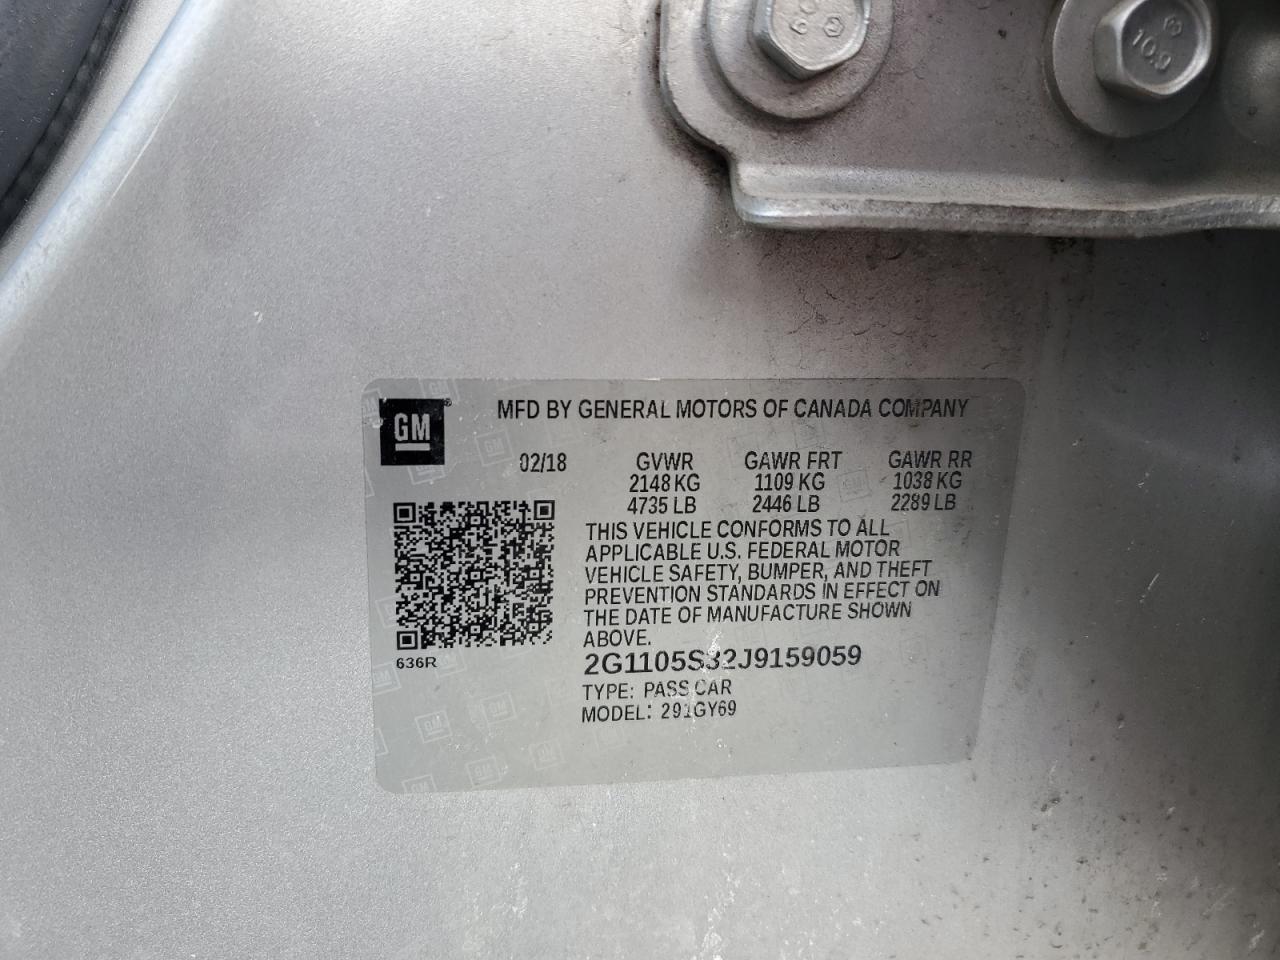 10.9
GM
MFD BY GENERAL MOTORS OF CANADA COMPANY
02/18 GVWR GAWR FRT GAWR RR
2148 KG 1109 KG 1038 KG
4735 LB 2446 LB 2289 LB
THIS VEHICLE CONFORMS TO ALL
APPLICABLE U.S. FEDERAL MOTOR
VEHICLE SAFETY, BUMPER, AND THEFT
PREVENTION STANDARDS IN EFFECT ON
THE DATE OF MANUFACTURE SHOWN
ABOVE.
636R
2G1105S32J9159059
TYPE: PASS CAR
MODEL: 291GY69